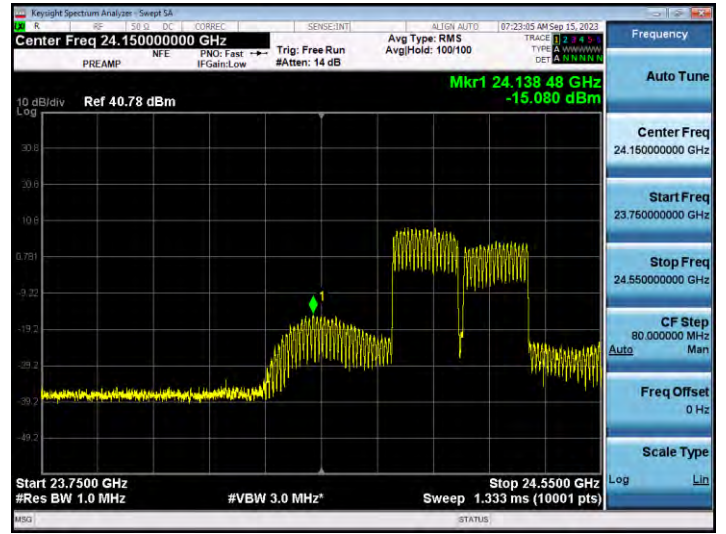 Keysight Spectrum Analyzer - Swept SA
R RF 50 Ω DC CORREC SENSE:INT ALIGN AUTO 07:23:05 AM Sep 15, 2023
Center Freq 24.150000000 GHz
NFE
PREAMP
PNO: Fast
IFGain:Low
Trig: Free Run
#Atten: 14 dB
Avg Type: RMS
Avg|Hold: 100/100
TRACE 1 2 3 4 5 6
TYPE A WWWWW
DET A N N N N N
Mkr1 24.138 48 GHz
-15.080 dBm
10 dB/div Ref 40.78 dBm
Log
30.8
20.8
10.8
0.781
-9.22
-19.2
-29.2
-39.2
-49.2
1
Start 23.7500 GHz
Stop 24.5500 GHz
#Res BW 1.0 MHz
#VBW 3.0 MHz*
Sweep 1.333 ms (10001 pts)
MSG
STATUS
Frequency
Auto Tune
Center Freq
24.150000000 GHz
Start Freq
23.750000000 GHz
Stop Freq
24.550000000 GHz
CF Step
80.000000 MHz
Auto Man
Freq Offset
0 Hz
Scale Type
Log Lin